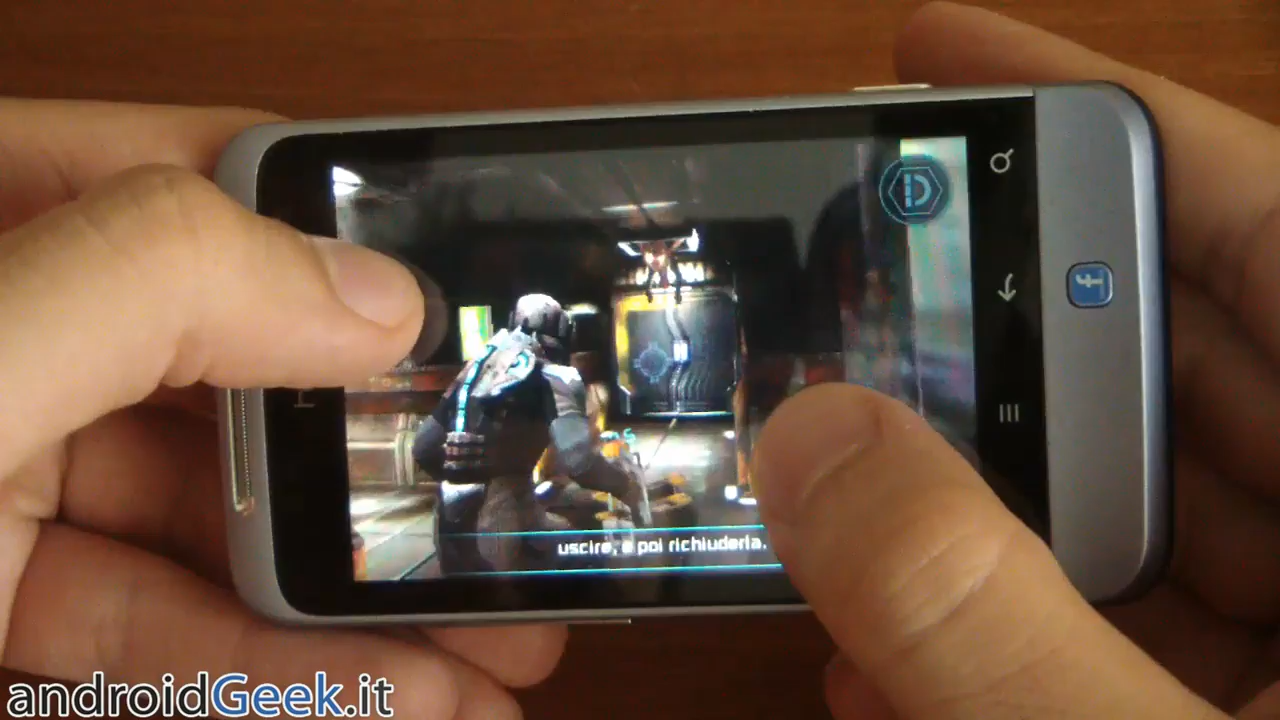 uscire, e poi richiuderla.
f
androidGeek.it